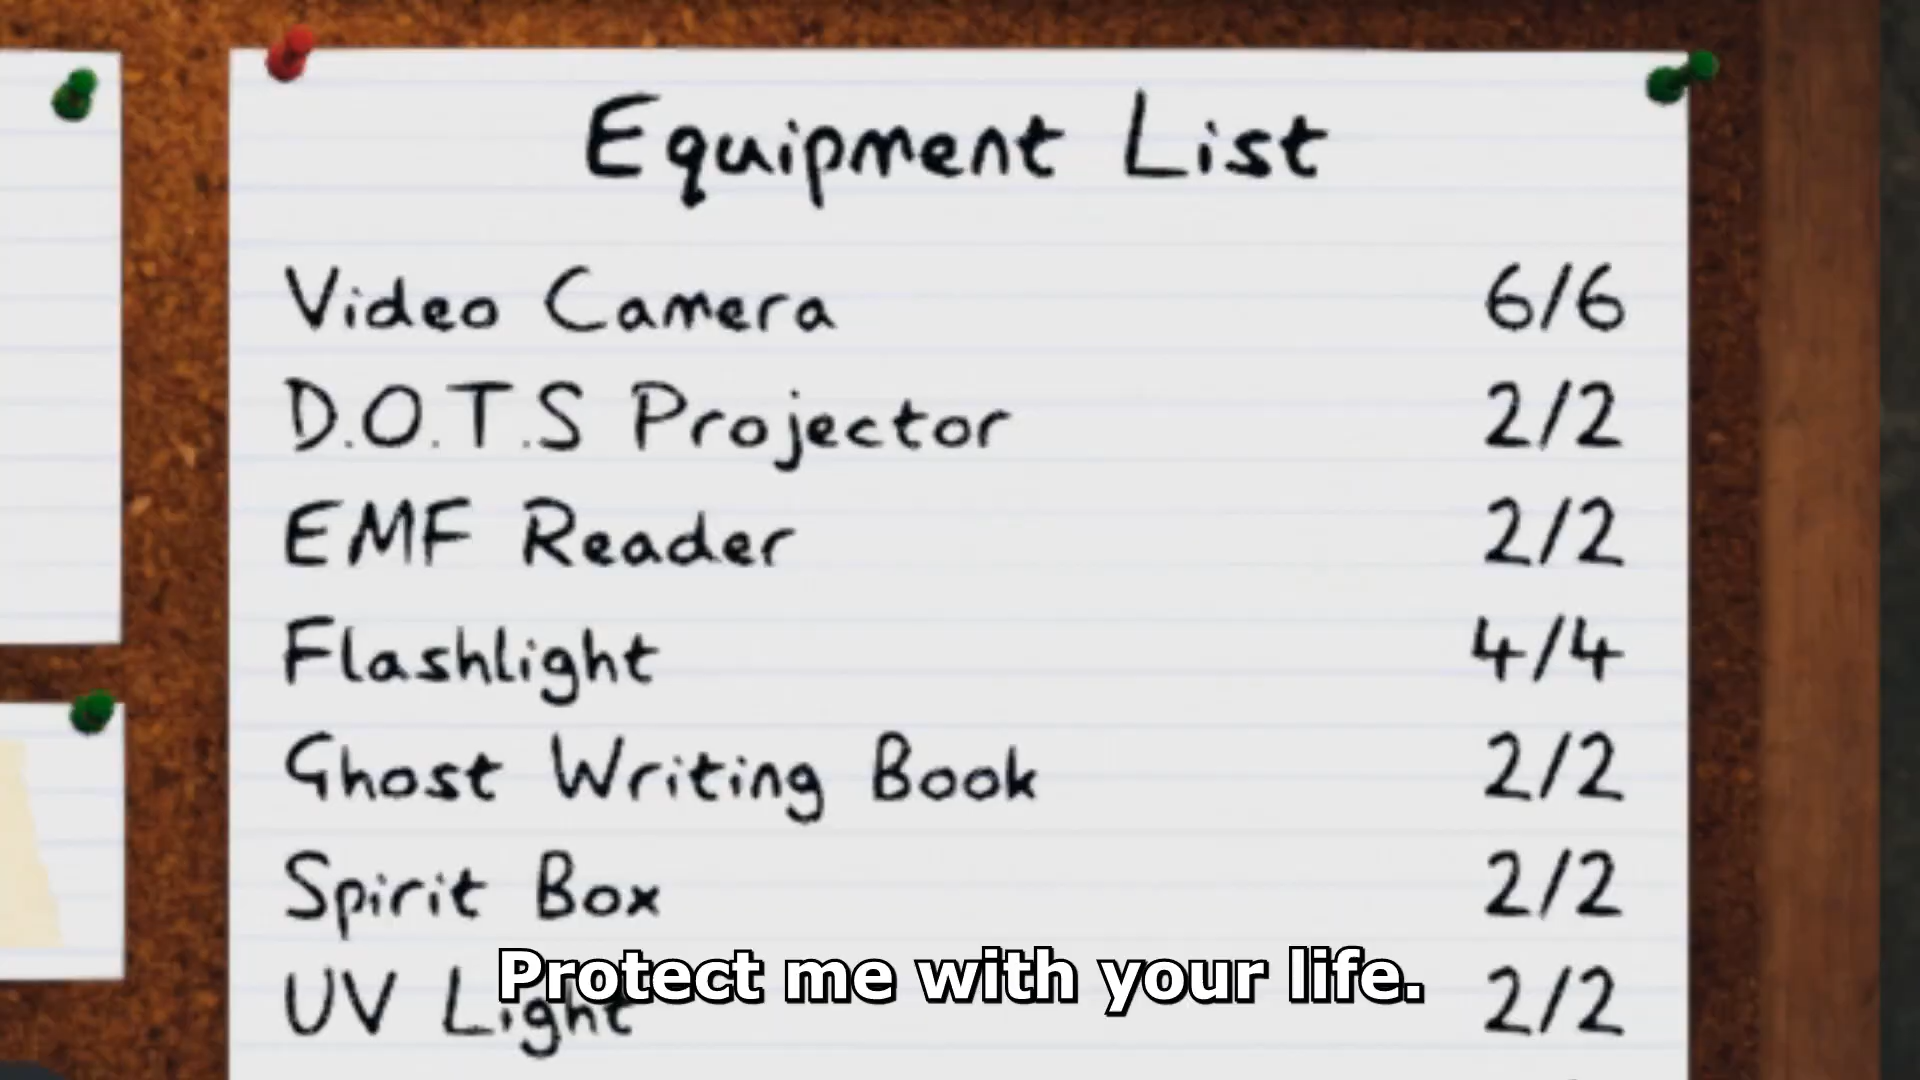 Equipment List
Video Camera 6/6
D.O.T.S Projector 2/2
EMF Reader 2/2
Flashlight 4/4
Ghost Writing Book 2/2
Spirit Box 2/2
Protect me with your life.
UV Light 2/2